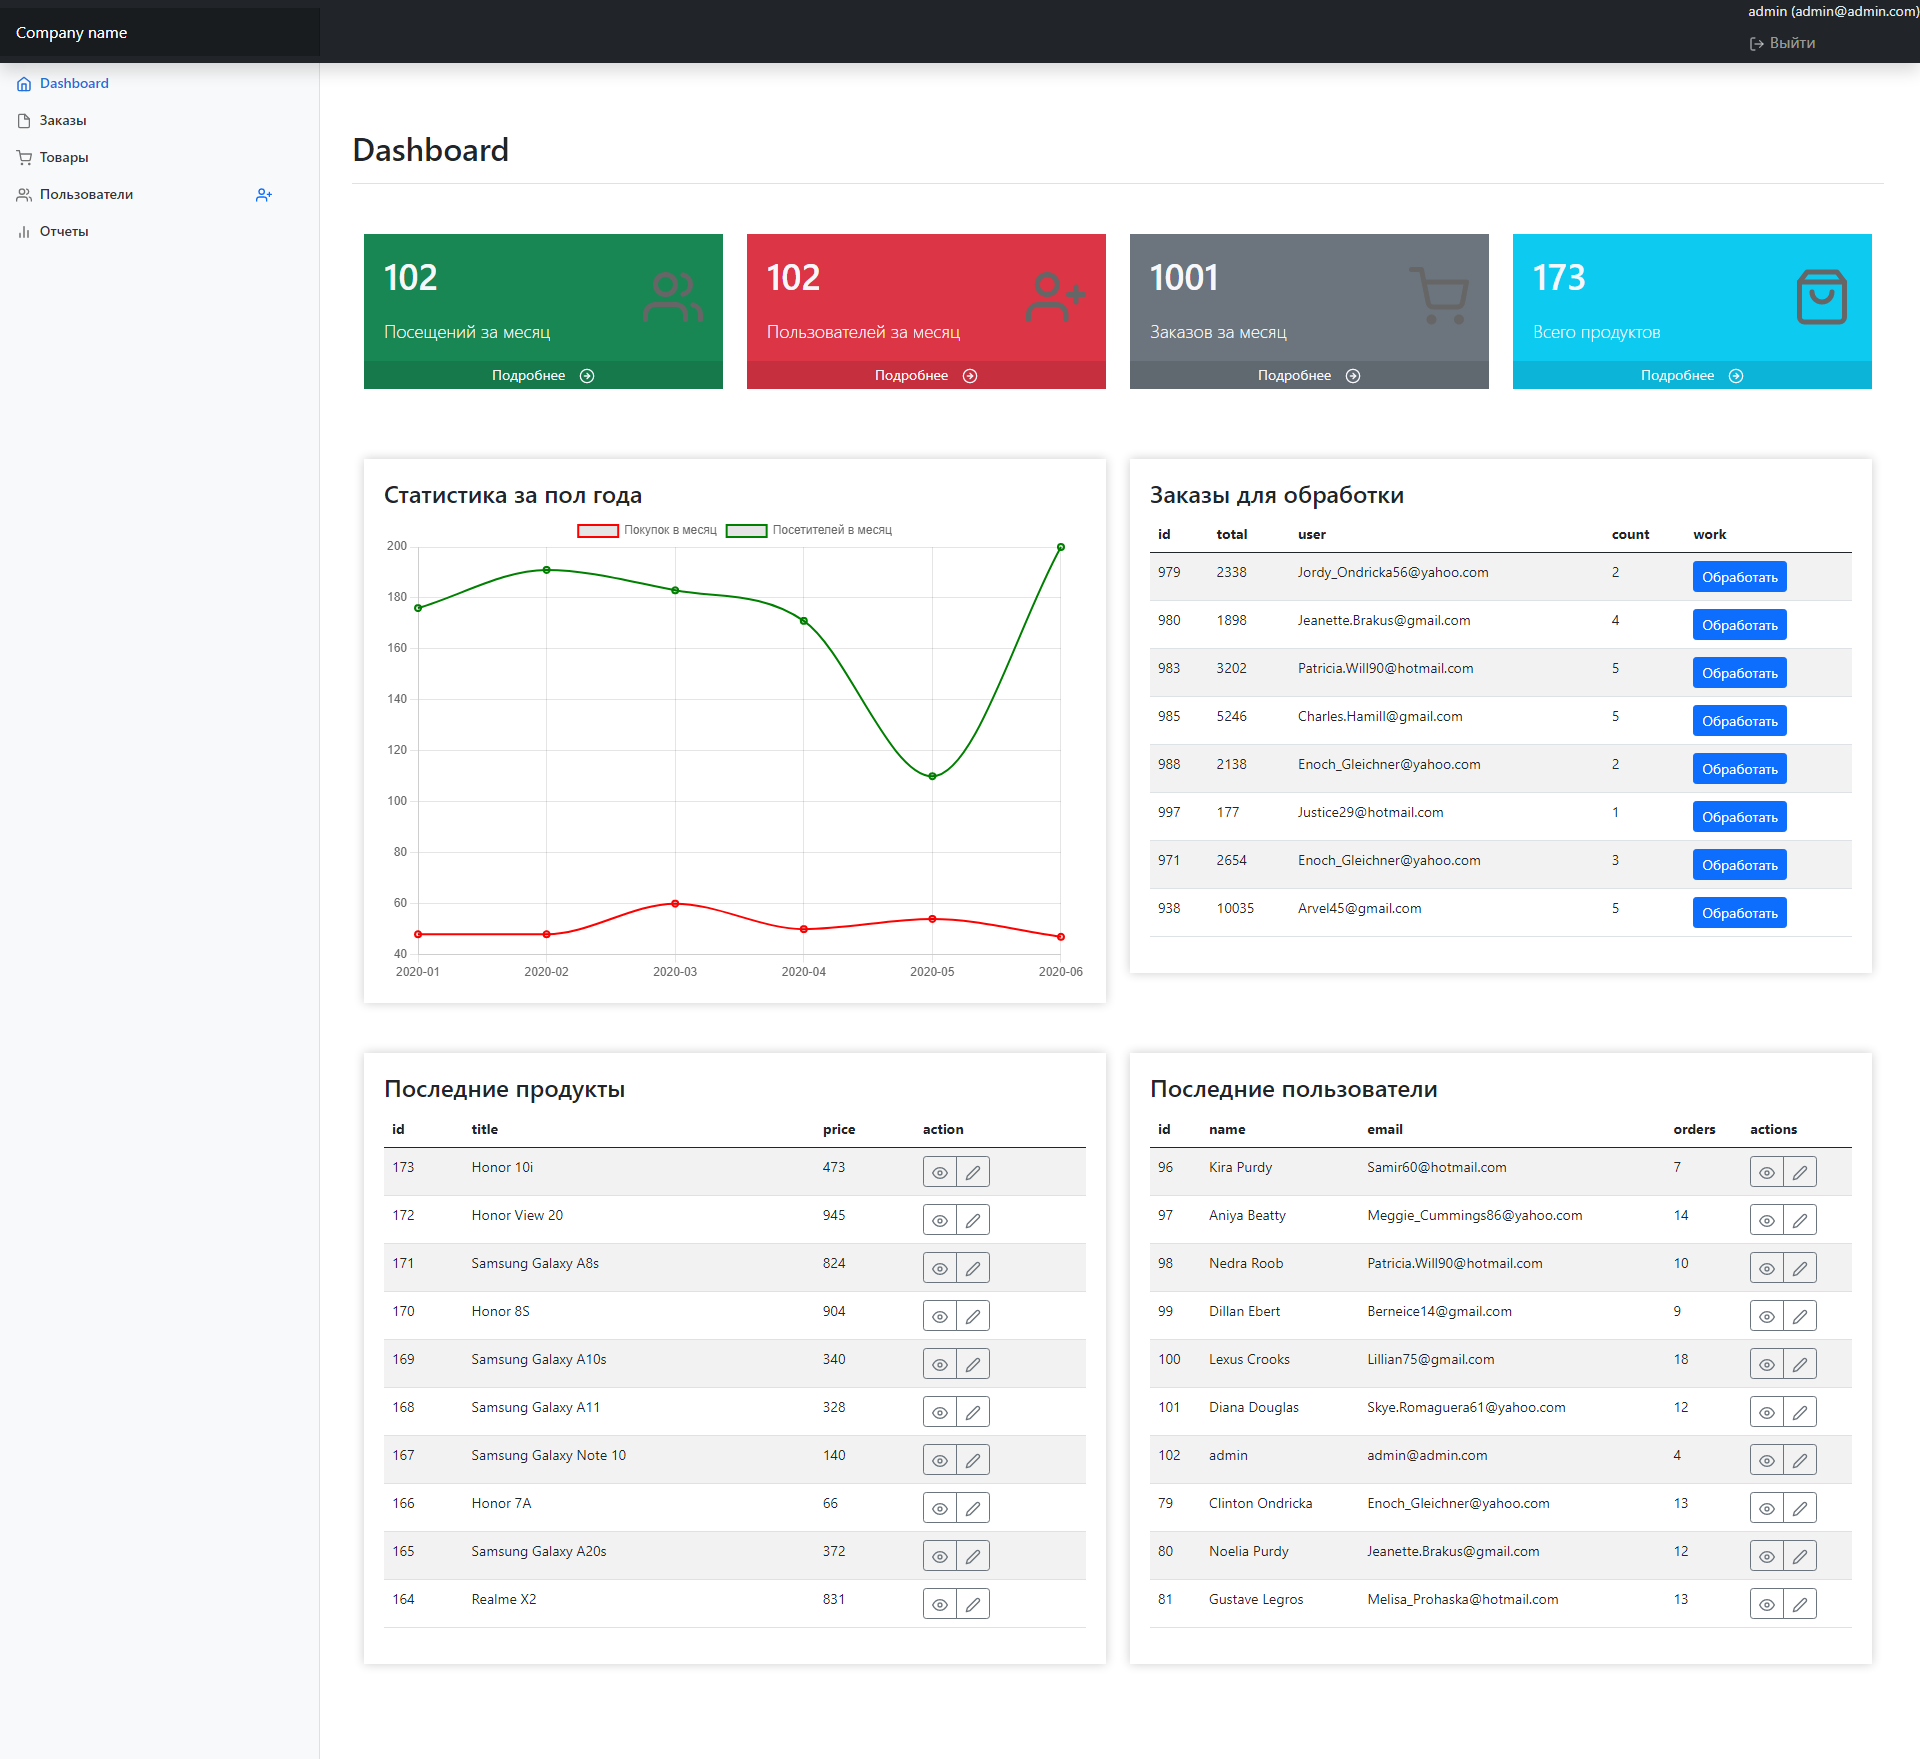 Company name
admin (admin@admin.com)
Выйти
Dashboard
Заказы
Товары
Пользователи
Отчеты
Dashboard
102
Посещений за месяц
Подробнее
102
Пользователей за месяц
Подробнее
1001
Заказов за месяц
Подробнее
173
Всего продуктов
Подробнее
Статистика за пол года
Покупок в месяц Посетителей в месяц
200
180
160
140
120
100
80
60
40
2020-01 2020-02 2020-03 2020-04 2020-05 2020-06
Заказы для обработки
id total user count work
979 2338 Jordy_Ondricka56@yahoo.com 2 Обработать
980 1898 Jeanette.Brakus@gmail.com 4 Обработать
983 3202 Patricia.Will90@hotmail.com 5 Обработать
985 5246 Charles.Hamill@gmail.com 5 Обработать
988 2138 Enoch_Gleichner@yahoo.com 2 Обработать
997 177 Justice29@hotmail.com 1 Обработать
971 2654 Enoch_Gleichner@yahoo.com 3 Обработать
938 10035 Arvel45@gmail.com 5 Обработать
Последние продукты
id title price action
173 Honor 10i 473
172 Honor View 20 945
171 Samsung Galaxy A8s 824
170 Honor 8S 904
169 Samsung Galaxy A10s 340
168 Samsung Galaxy A11 328
167 Samsung Galaxy Note 10 140
166 Honor 7A 66
165 Samsung Galaxy A20s 372
164 Realme X2 831
Последние пользователи
id name email orders actions
96 Kira Purdy Samir60@hotmail.com 7
97 Aniya Beatty Meggie_Cummings86@yahoo.com 14
98 Nedra Roob Patricia.Will90@hotmail.com 10
99 Dillan Ebert Berneice14@gmail.com 9
100 Lexus Crooks Lillian75@gmail.com 18
101 Diana Douglas Skye.Romaguera61@yahoo.com 12
102 admin admin@admin.com 4
79 Clinton Ondricka Enoch_Gleichner@yahoo.com 13
80 Noelia Purdy Jeanette.Brakus@gmail.com 12
81 Gustave Legros Melisa_Prohaska@hotmail.com 13